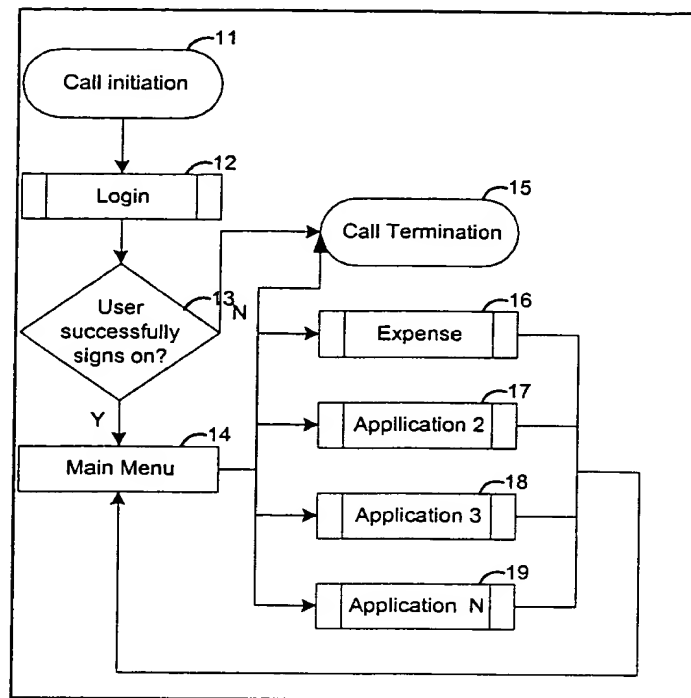 11
Call initiation
12
Login
13
User
successfully
signs on?
N
Y
14
Main Menu
15
Call Termination
16
Expense
17
Appilication 2
18
Application 3
19
Application N